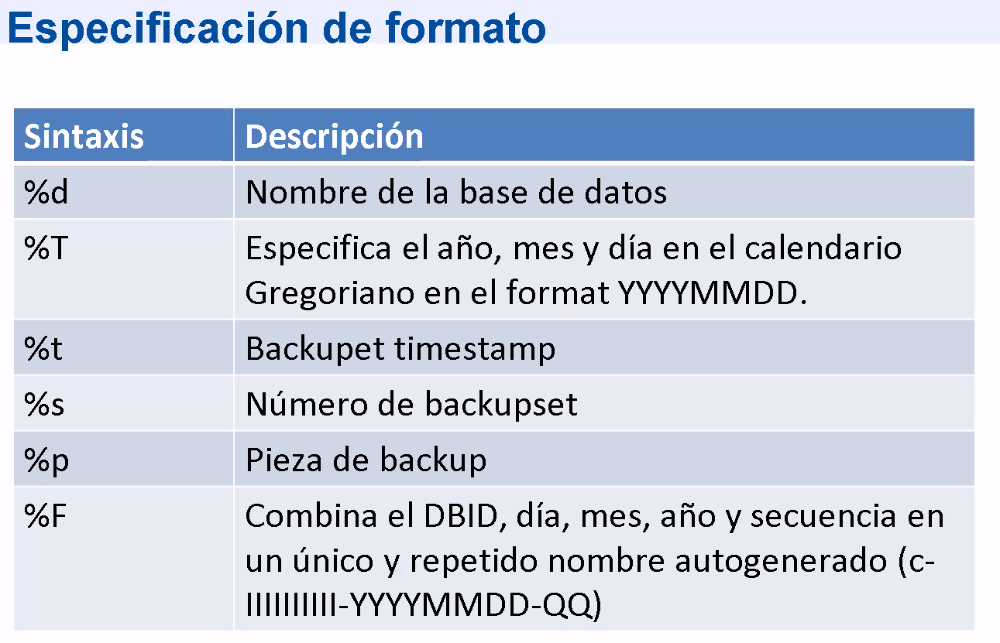 Especificación de formato
Sintaxis Descripción
%d Nombre de la base de datos
%T Especifica el año, mes y día en el calendario
Gregoriano en el format YYYYMMDD.
%t Backupet timestamp
%s Número de backupset
%p Pieza de backup
%F Combina el DBID, día, mes, año y secuencia en
un único y repetido nombre autogenerado (c-
IIIIIIIIII-YYYYMMDD-QQ)